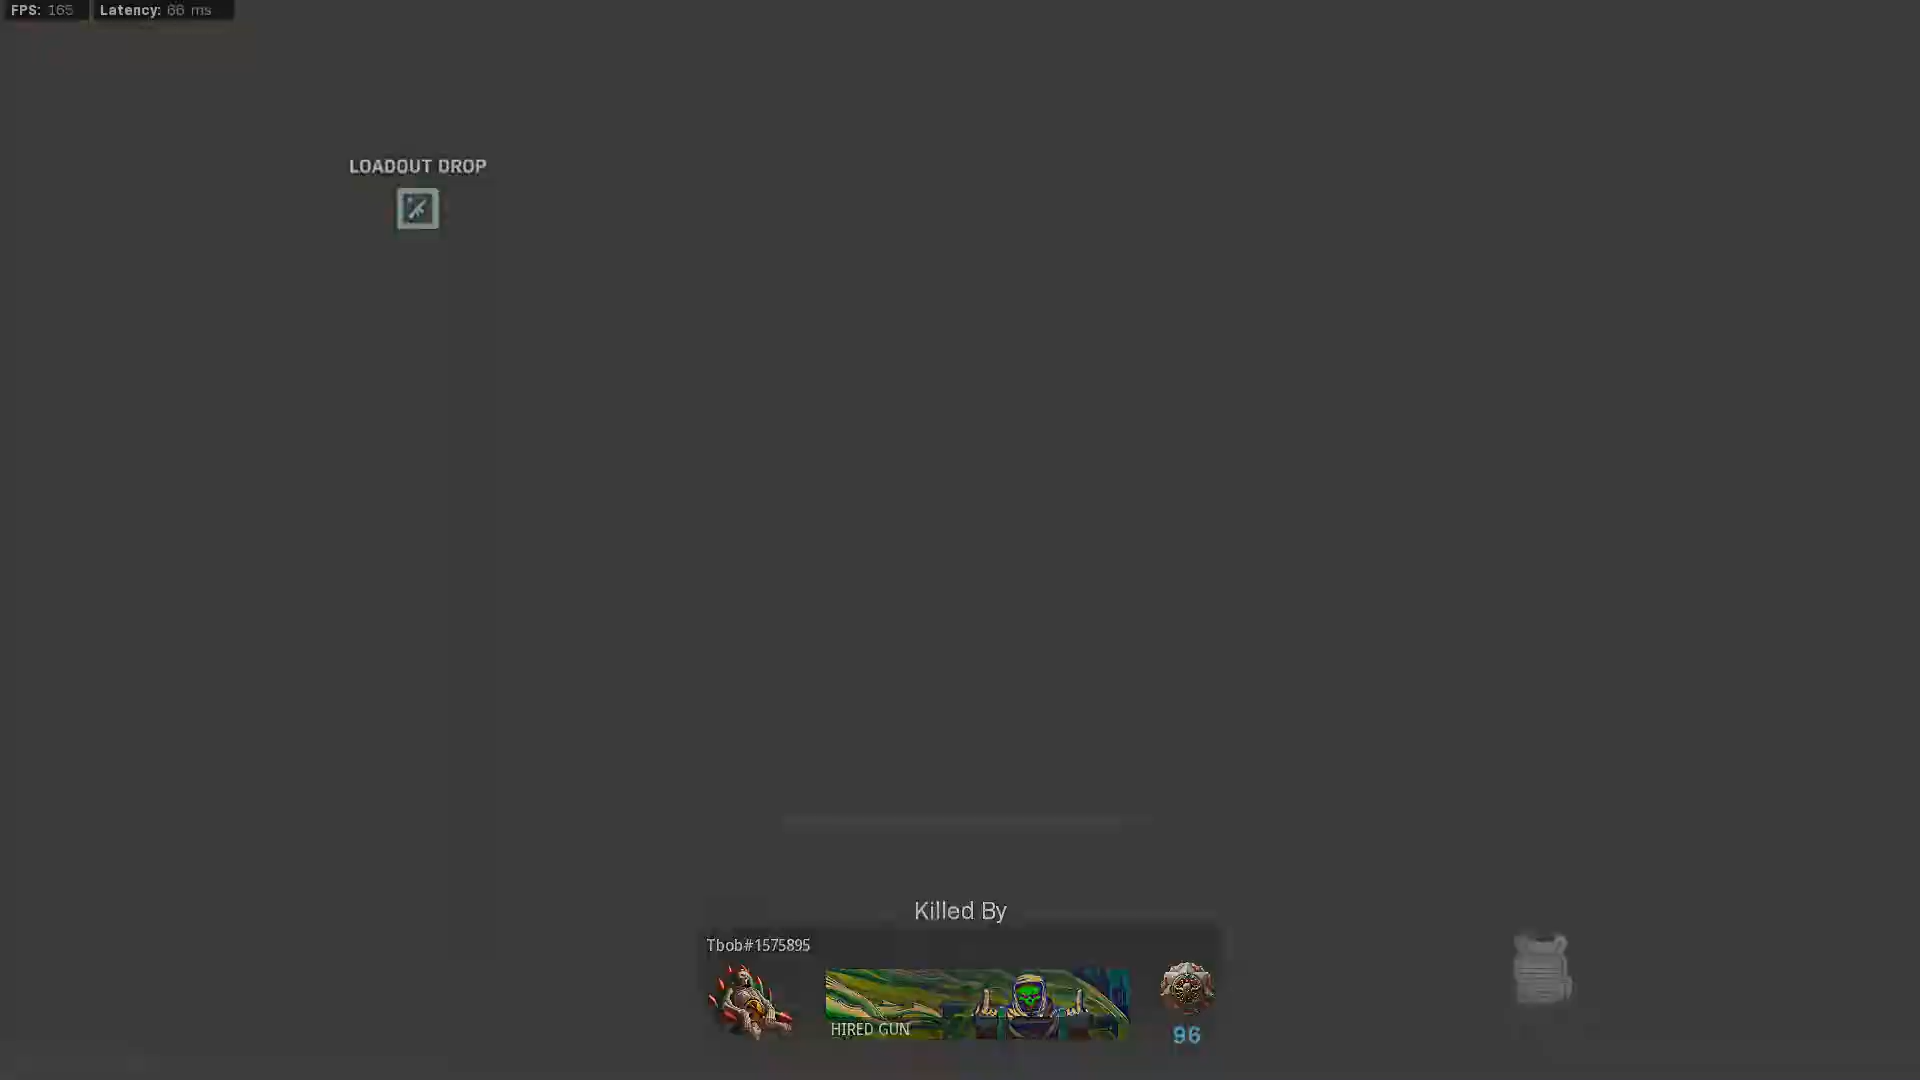 FPS: 165 Latency: 66 ms
LOADOUT DROP
Killed By
Tbob#1575895
HIRED GUN
96